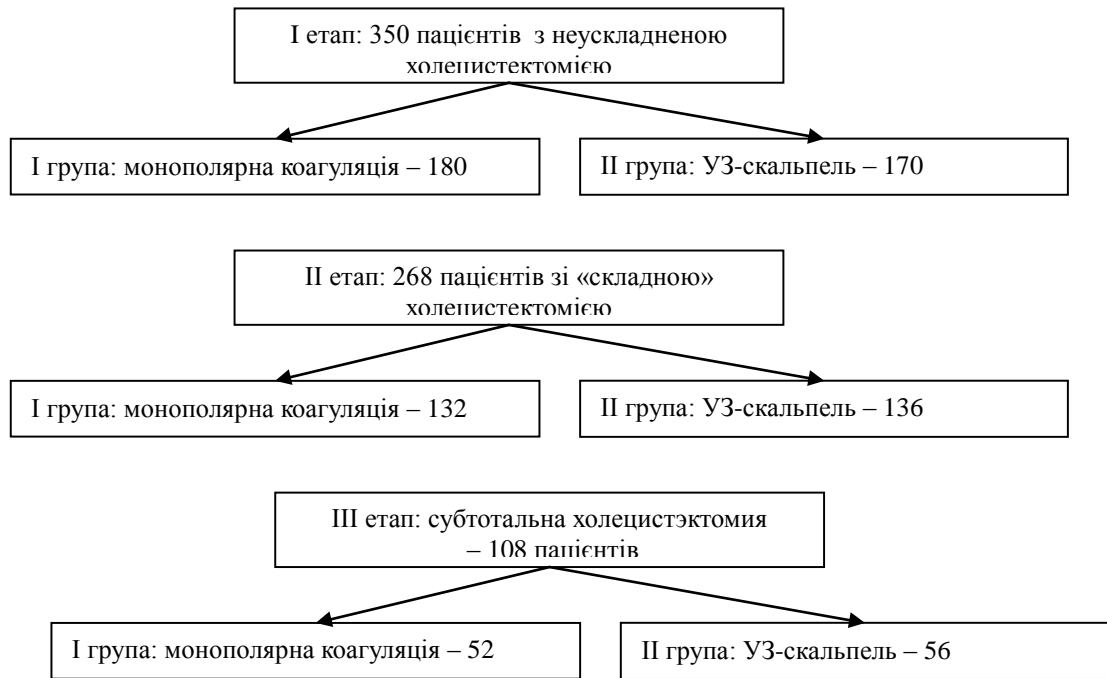 I етап: 350 пацієнтів з неускладненою
холецистектомією
I група: монополярна коагуляція – 180
II група: УЗ-скальпель – 170
II етап: 268 пацієнтів зі «складною»
холецистектомією
I група: монополярна коагуляція – 132
II група: УЗ-скальпель – 136
III етап: субтотальна холецистэктомия
– 108 пацієнтів
I група: монополярна коагуляція – 52
II група: УЗ-скальпель – 56